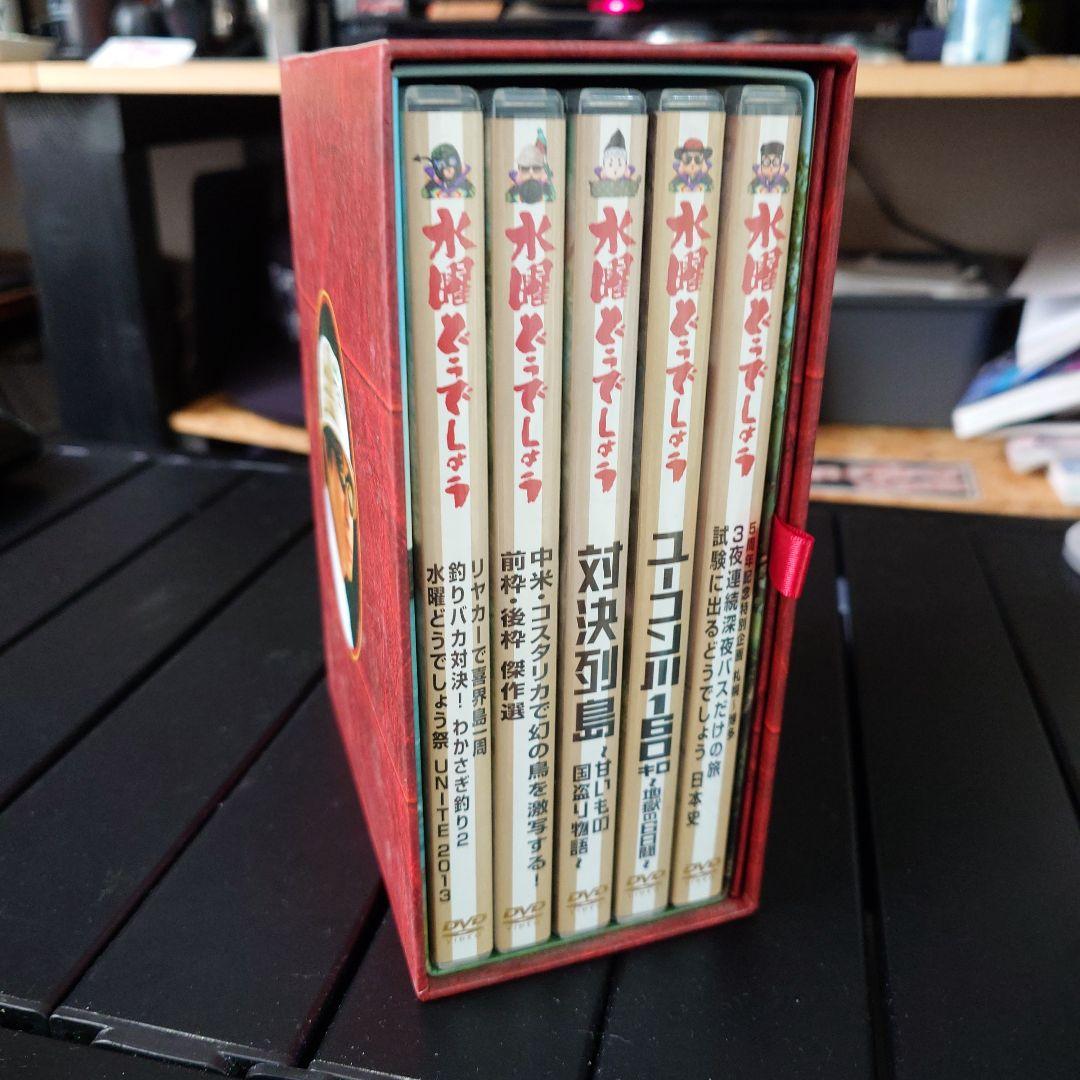 水曜どうでしょう
リヤカーで喜界島一周
釣りバカ対決！わかさぎ釣り2
水曜どうでしょう祭 UNITE 2013
DVD
VIDEO
水曜どうでしょう
中米・コスタリカで幻の鳥を激写する！
前枠・後枠 傑作選
DVD
VIDEO
水曜どうでしょう
対決列島
~甘いもの
国盗り物語~
DVD
VIDEO
水曜どうでしょう
ユーコン川160キロ
~地獄の6日間~
DVD
VIDEO
水曜どうでしょう
5周年記念特別企画 札幌~博多
3夜連続深夜バスだけの旅
試験に出るどうでしょう 日本史
DVD
VIDEO